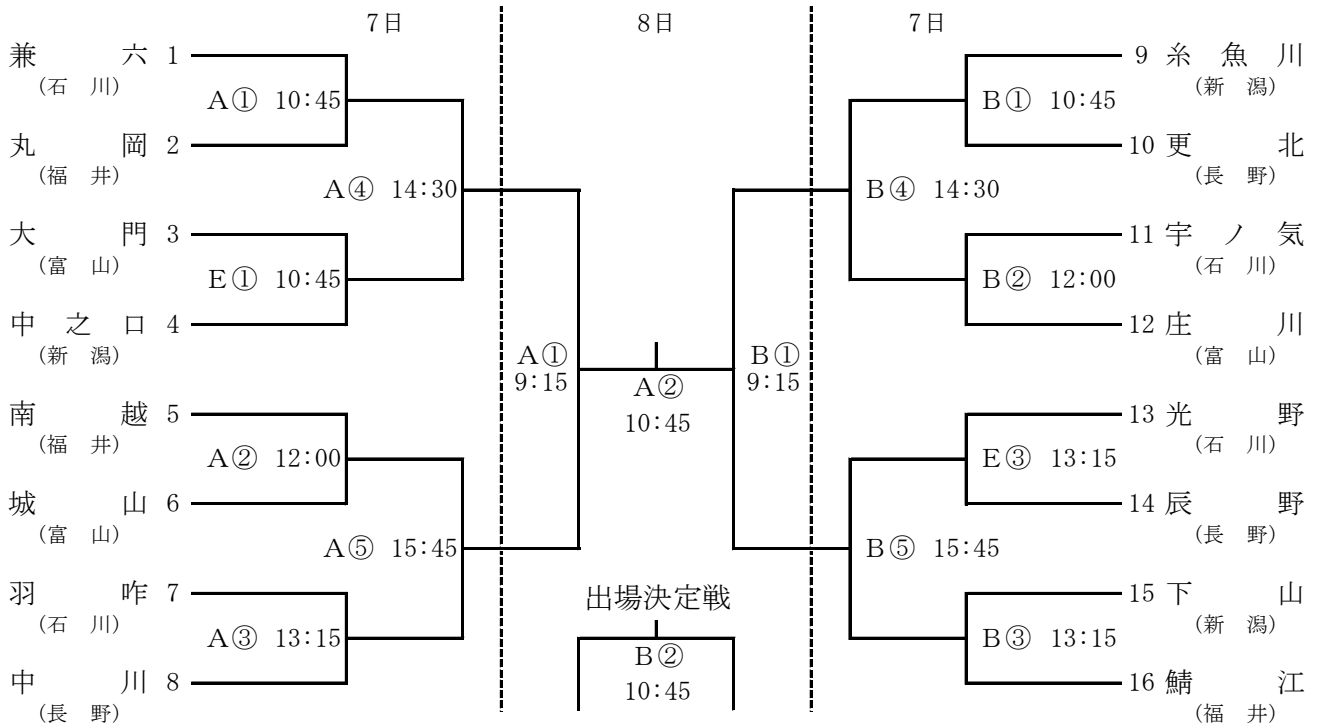 7日 8日 7日
兼六 1 9 糸魚川
(石川) A① 10:45 B① 10:45 (新潟)
丸岡 2 10 更北
(福井) A④ 14:30 B④ 14:30 (長野)
大門 3 11 宇ノ気
(富山) E① 10:45 B② 12:00 (石川)
中之口 4 12 庄川
(新潟) A① B① (富山)
9:15 A② 9:15
南越 5 10:45 13 光野
(福井) A② 12:00 E③ 13:15 (石川)
城山 6 14 辰野
(富山) A⑤ 15:45 B⑤ 15:45 (長野)
羽咋 7 出場決定戦 15 下山
(石川) A③ 13:15 B② B③ 13:15 (新潟)
中川 8 10:45 16 鯖江
(長野) (福井)